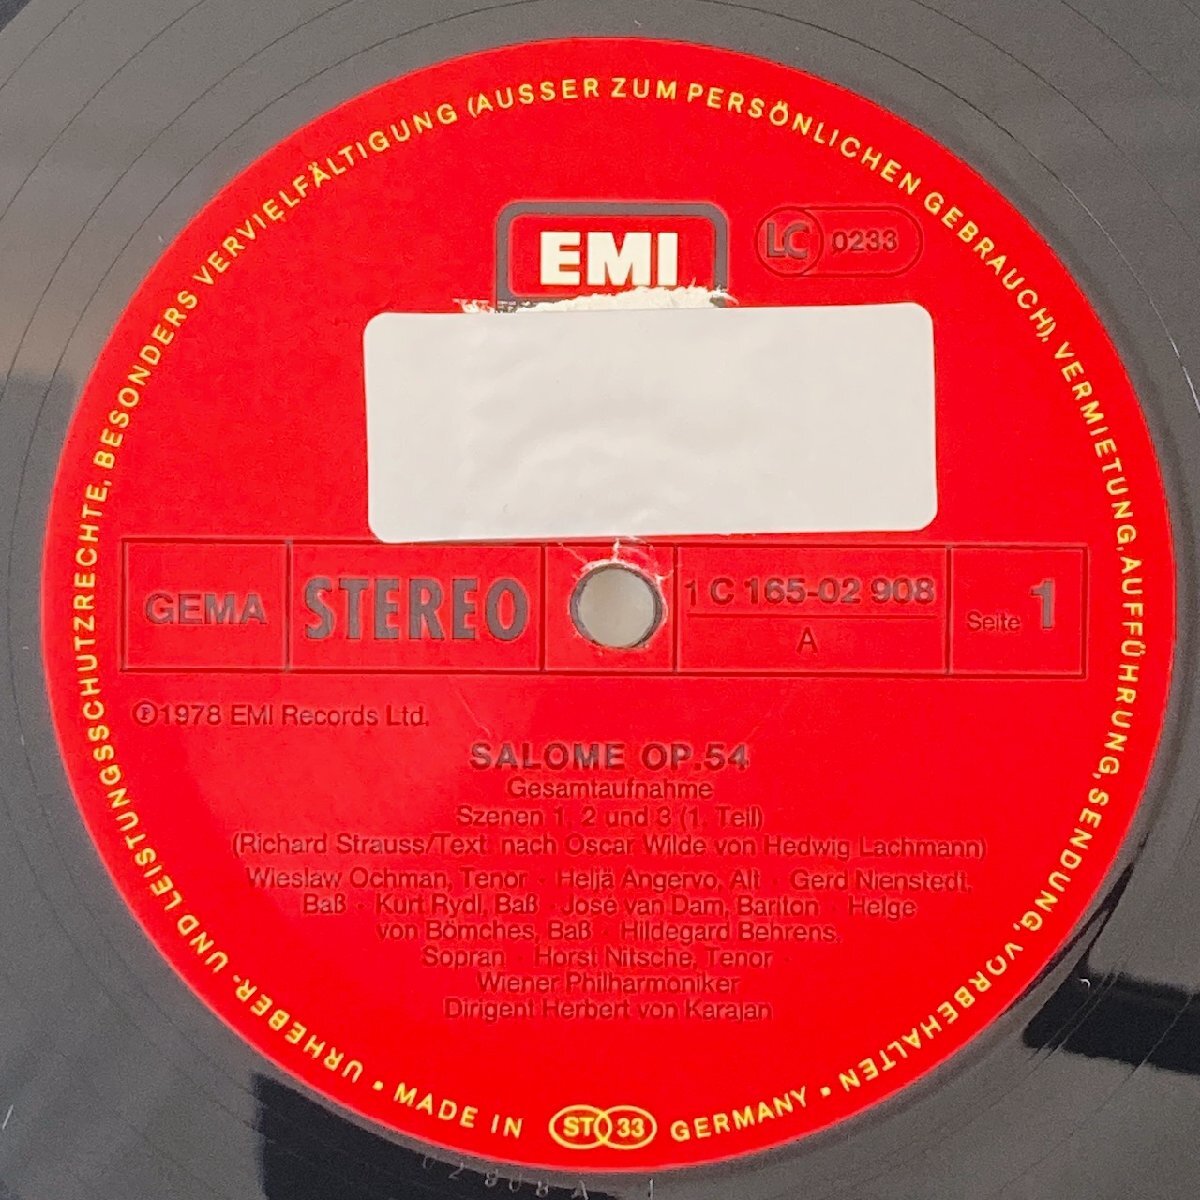 URHEBER- UND LEISTUNGSSCHUTZRECHTE, BESONDERS VERVIELFÄLTIGUNG (AUSSER ZUM PERSÖNLICHEN GEBRAUCH), VERMIETUNG, AUFFÜHRUNG, SENDUNG, VORBEHALTEN •
EMI
LC 0233
GEMA
STEREO
1 C 165-02 908
A
Seite 1
℗1978 EMI Records Ltd.
SALOME OP.54
Gesamtaufnahme
Szenen 1, 2 und 3 (1. Teil)
(Richard Strauss/Text nach Oscar Wilde von Hedwig Lachmann)
Wieslaw Ochman, Tenor · Heljä Angervo, Alt · Gerd Nienstedt,
Baß · Kurt Rydl, Baß · José van Dam, Bariton · Helge
von Bömches, Baß · Hildegard Behrens,
Sopran · Horst Nitsche, Tenor ·
Wiener Philharmoniker
Dirigent Herbert von Karajan
• MADE IN ST 33 GERMANY
02908 A 1